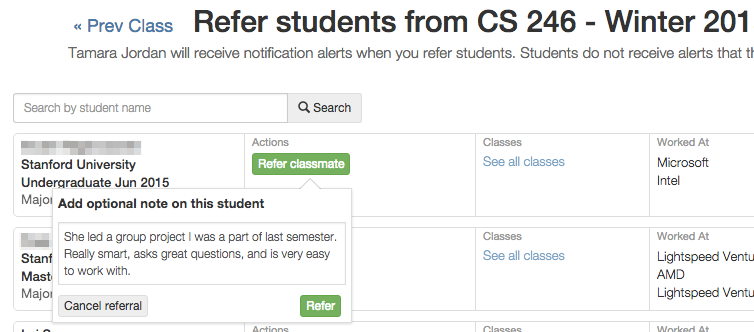 « Prev Class Refer students from CS 246 - Winter 201
Tamara Jordan will receive notification alerts when you refer students. Students do not receive alerts that
Search by student name
Search
Actions
Classes
Worked At
Refer classmate
See all classes
Microsoft
Intel
Stanford University
Undergraduate Jun 2015
Major
Add optional note on this student
She led a group project I was a part of last semester.
Really smart, asks great questions, and is very easy
to work with.
Cancel referral
Refer
Stanf
Mast
Major
Classes
See all classes
Worked At
Lightspeed Ventu
AMD
Lightspeed Ventu
Actions
Classes
Worked At